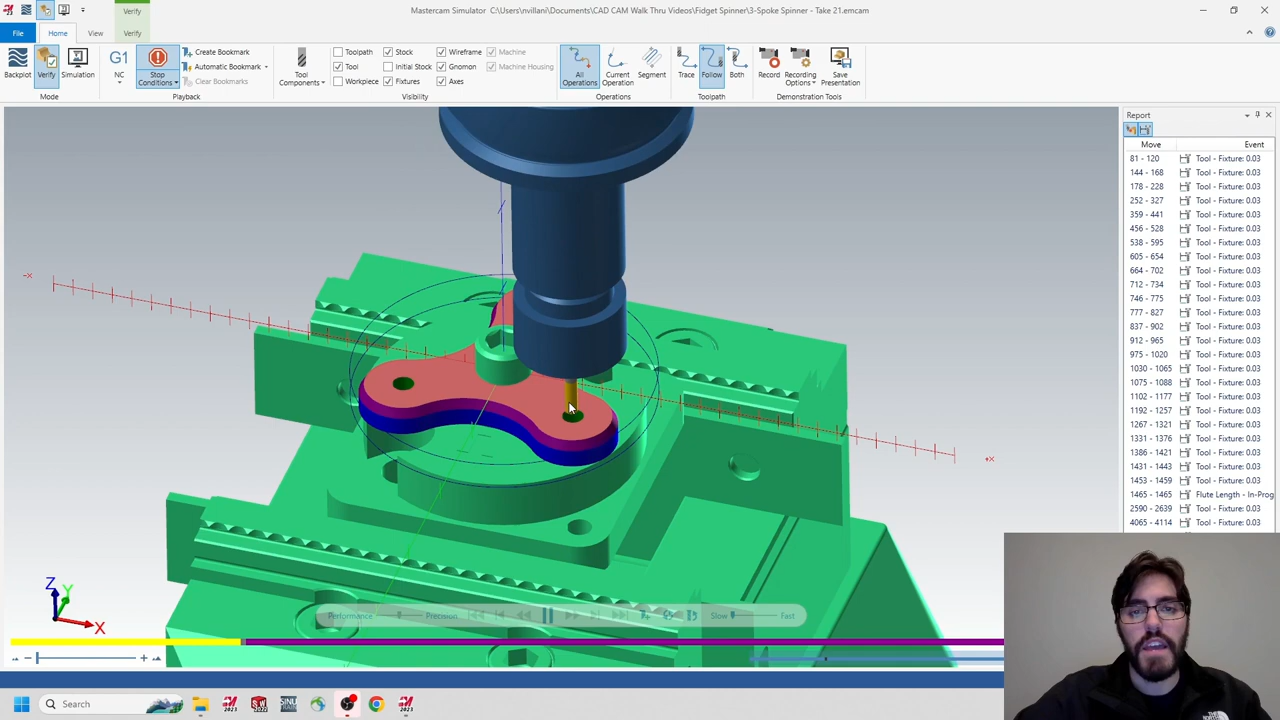 Verify
Mastercam Simulator C:\Users\nvillani\Documents\CAD CAM Walk Thru Videos\Fidget Spinner\3-Spoke Spinner - Take 21.emcam
File
Home
View
Verify
Backplot
Verify
Simulation
Mode
G1
NC
Stop
Conditions
Create Bookmark
Automatic Bookmark
Clear Bookmarks
Playback
Tool
Components
Toolpath
Tool
Workpiece
Stock
Initial Stock
Fixtures
Wireframe
Gnomon
Axes
Machine
Machine Housing
Visibility
All
Operations
Current
Operation
Segment
Operations
Trace
Follow
Both
Toolpath
Record
Recording
Options
Save
Presentation
Demonstration Tools
Report
Move Event
81 - 120 Tool - Fixture: 0.03
144 - 168 Tool - Fixture: 0.03
178 - 228 Tool - Fixture: 0.03
252 - 327 Tool - Fixture: 0.03
359 - 441 Tool - Fixture: 0.03
456 - 528 Tool - Fixture: 0.03
538 - 595 Tool - Fixture: 0.03
605 - 654 Tool - Fixture: 0.03
664 - 702 Tool - Fixture: 0.03
712 - 734 Tool - Fixture: 0.03
746 - 775 Tool - Fixture: 0.03
777 - 827 Tool - Fixture: 0.03
837 - 902 Tool - Fixture: 0.03
912 - 965 Tool - Fixture: 0.03
975 - 1020 Tool - Fixture: 0.03
1030 - 1065 Tool - Fixture: 0.03
1075 - 1088 Tool - Fixture: 0.03
1102 - 1177 Tool - Fixture: 0.03
1192 - 1257 Tool - Fixture: 0.03
1267 - 1321 Tool - Fixture: 0.03
1331 - 1376 Tool - Fixture: 0.03
1386 - 1421 Tool - Fixture: 0.03
1431 - 1443 Tool - Fixture: 0.03
1453 - 1459 Tool - Fixture: 0.03
1465 - 1465 Flute Length - In-Prog
2590 - 2639 Tool - Fixture: 0.03
4065 - 4114 Tool - Fixture: 0.03
-X
+X
Z
Y
X
Performance Precision Slow Fast
Search
2023
2023
THE
NORTH